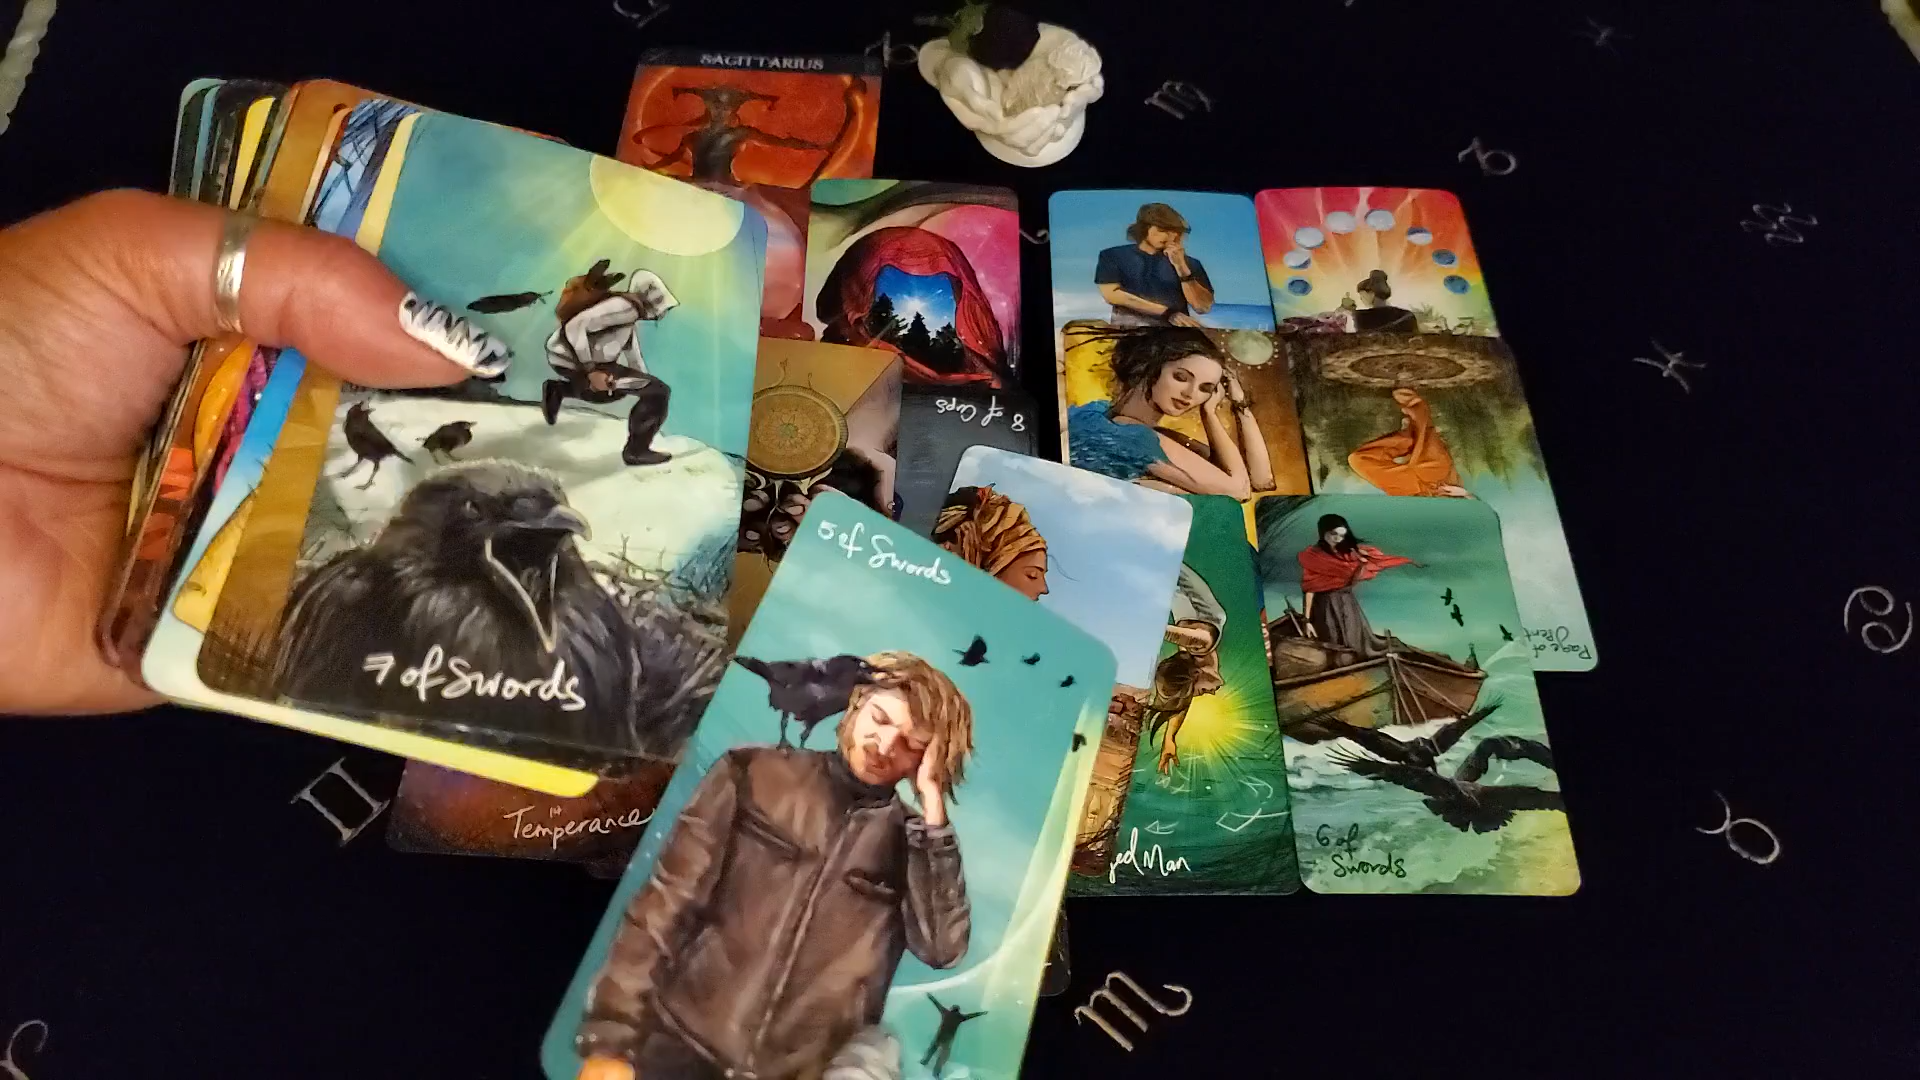 SAGITTARIUS
8 of Cups
5 of Swords
7 of Swords
Page of
Pent
14
Temperance
ged Man
6 of
Swords